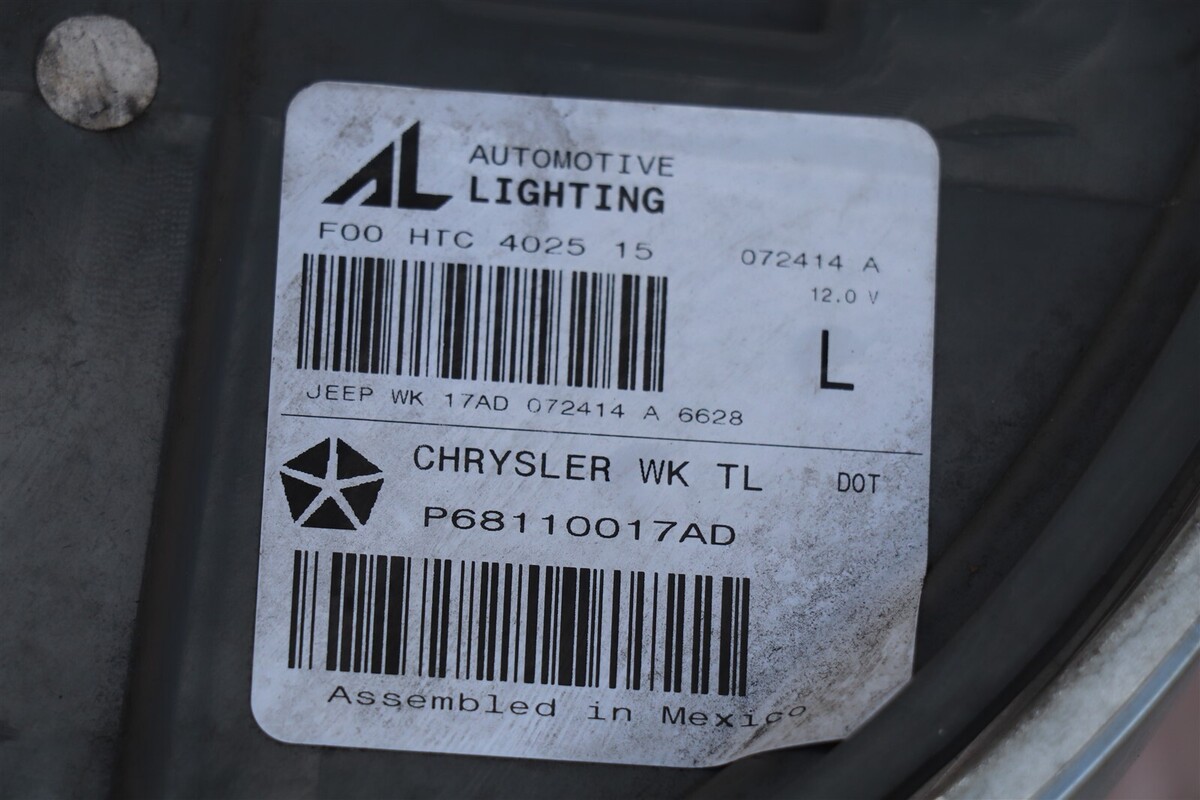 AL AUTOMOTIVE
LIGHTING
F00 HTC 4025 15
072414 A
12.0 V
L
JEEP WK 17AD 072414 A 6628
CHRYSLER WK TL DOT
P68110017AD
Assembled in Mexico